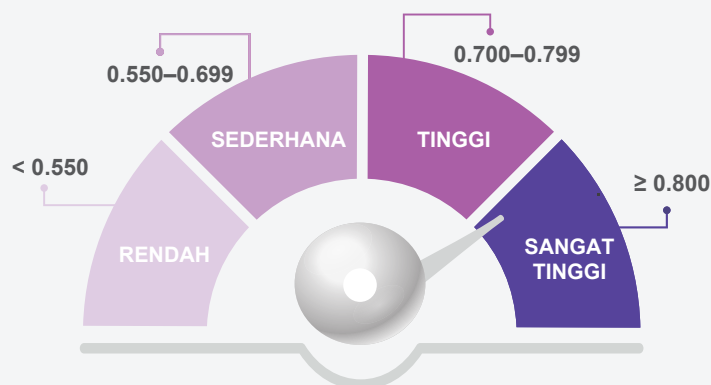 0.550–0.699
0.700–0.799
SEDERHANA
TINGGI
< 0.550
≥ 0.800
RENDAH
SANGAT
TINGGI